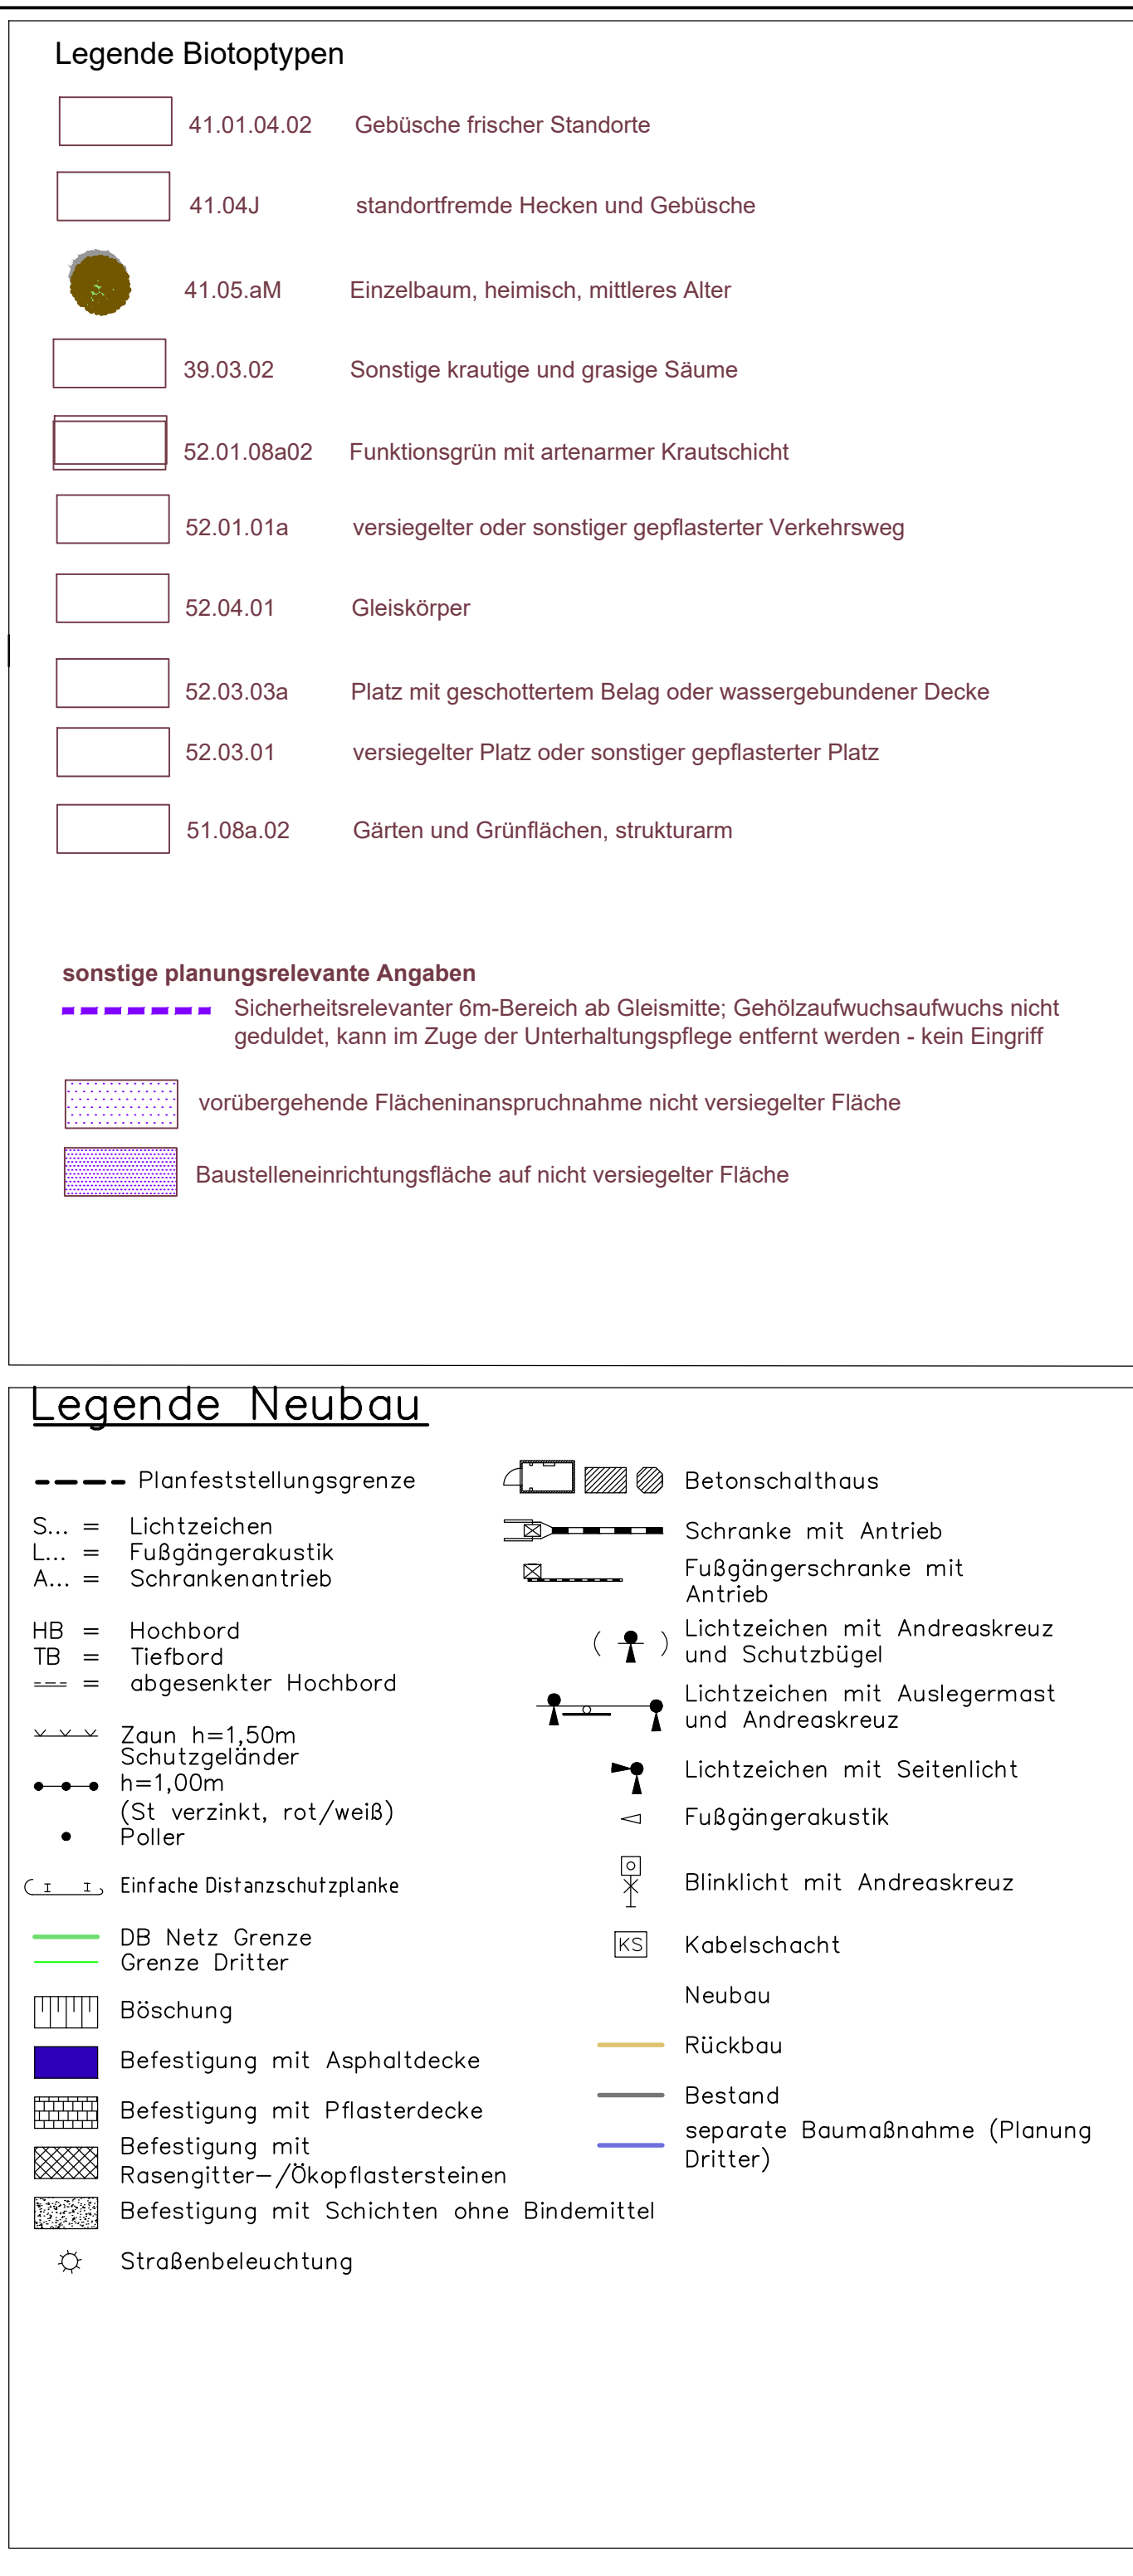 Legende Biotoptypen
41.01.04.02 Gebüsche frischer Standorte
41.04J standortfremde Hecken und Gebüsche
41.05.aM Einzelbaum, heimisch, mittleres Alter
39.03.02 Sonstige krautige und grasige Säume
52.01.08a02 Funktionsgrün mit artenarmer Krautschicht
52.01.01a versiegelter oder sonstiger gepflasterter Verkehrsweg
52.04.01 Gleiskörper
52.03.03a Platz mit geschottertem Belag oder wassergebundener Decke
52.03.01 versiegelter Platz oder sonstiger gepflasterter Platz
51.08a.02 Gärten und Grünflächen, strukturarm
sonstige planungsrelevante Angaben
Sicherheitsrelevanter 6m-Bereich ab Gleismitte; Gehölzaufwuchsaufwuchs nicht
geduldet, kann im Zuge der Unterhaltungspflege entfernt werden - kein Eingriff
vorübergehende Flächeninanspruchnahme nicht versiegelter Fläche
Baustelleneinrichtungsfläche auf nicht versiegelter Fläche
Legende Neubau
Planfeststellungsgrenze
S... = Lichtzeichen
L... = Fußgängerakustik
A... = Schrankenantrieb
HB = Hochbord
TB = Tiefbord
= abgesenkter Hochbord
Zaun h=1,50m
Schutzgeländer
h=1,00m
(St verzinkt, rot/weiß)
Poller
Einfache Distanzschutzplanke
DB Netz Grenze
Grenze Dritter
Böschung
Befestigung mit Asphaltdecke
Befestigung mit Pflasterdecke
Befestigung mit
Rasengitter-/Ökopflastersteinen
Befestigung mit Schichten ohne Bindemittel
Straßenbeleuchtung
Betonschalthaus
Schranke mit Antrieb
Fußgängerschranke mit
Antrieb
Lichtzeichen mit Andreaskreuz
und Schutzbügel
Lichtzeichen mit Auslegermast
und Andreaskreuz
Lichtzeichen mit Seitenlicht
Fußgängerakustik
Blinklicht mit Andreaskreuz
KS Kabelschacht
Neubau
Rückbau
Bestand
separate Baumaßnahme (Planung
Dritter)